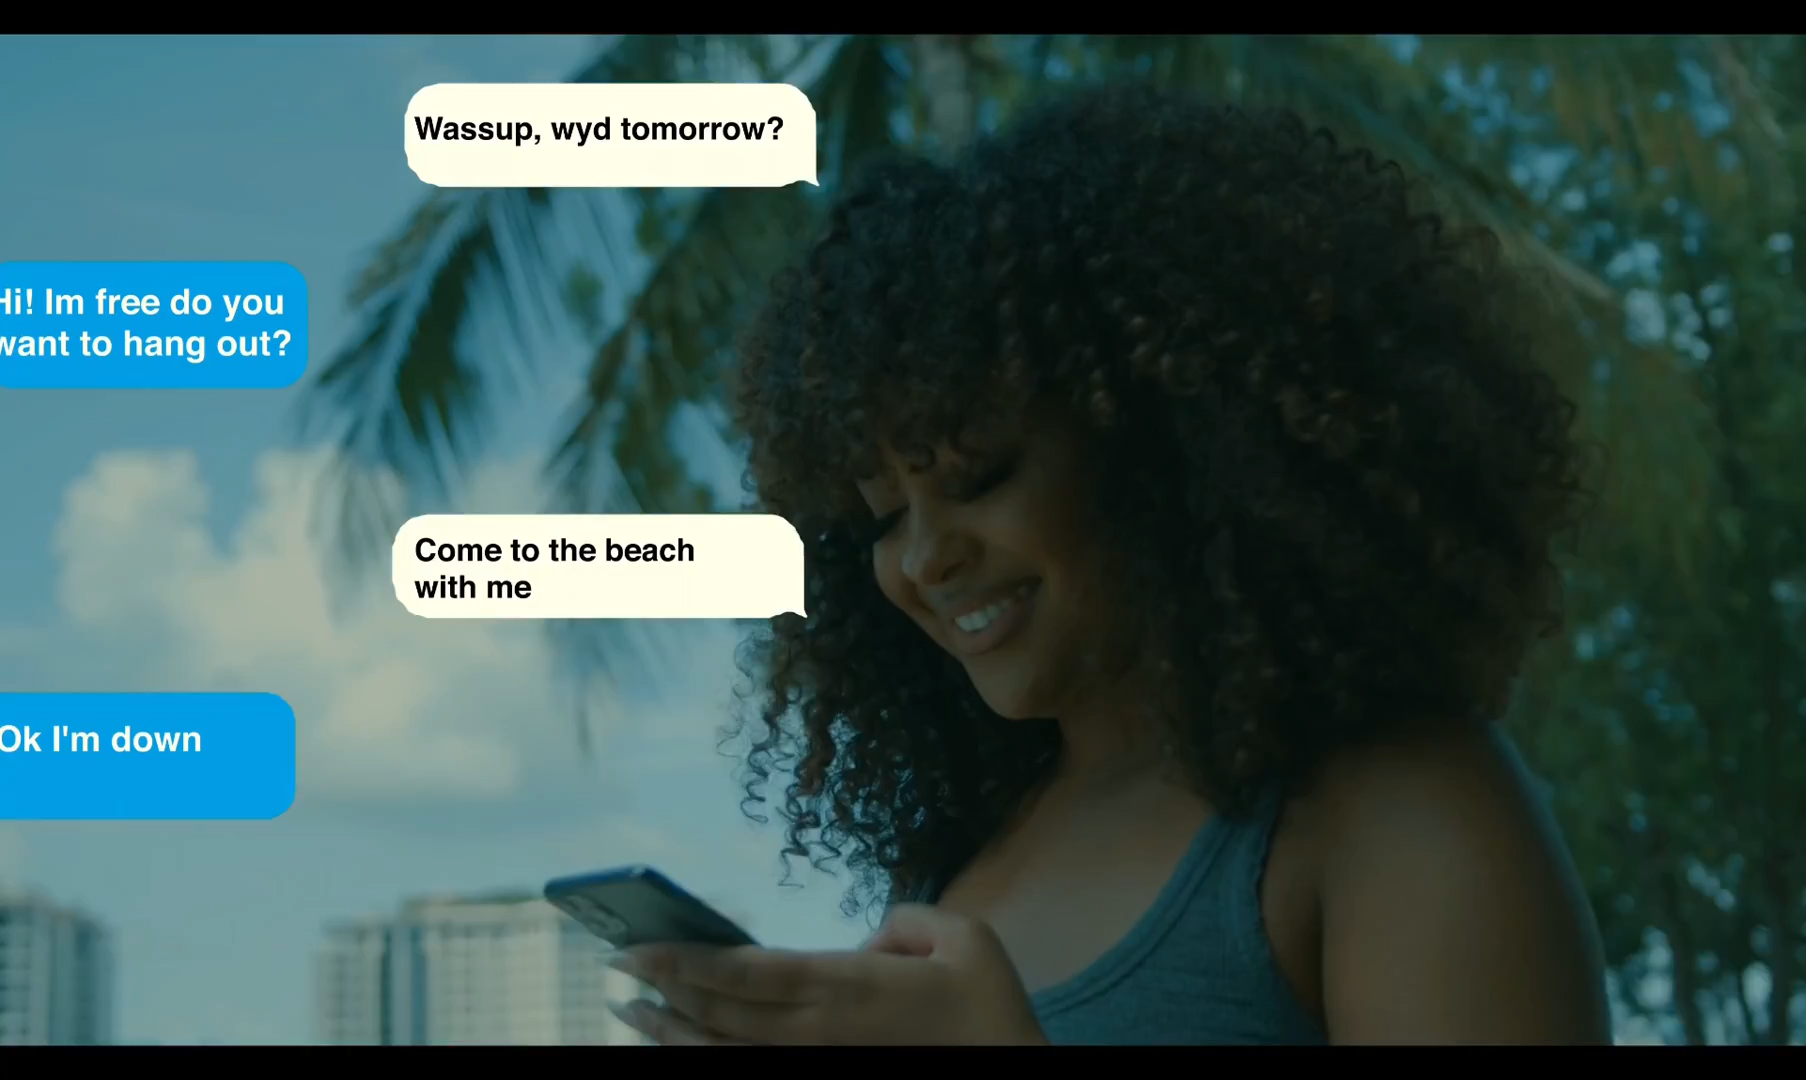 Wassup, wyd tomorrow?
Hi! Im free do you
want to hang out?
Come to the beach
with me
Ok I'm down